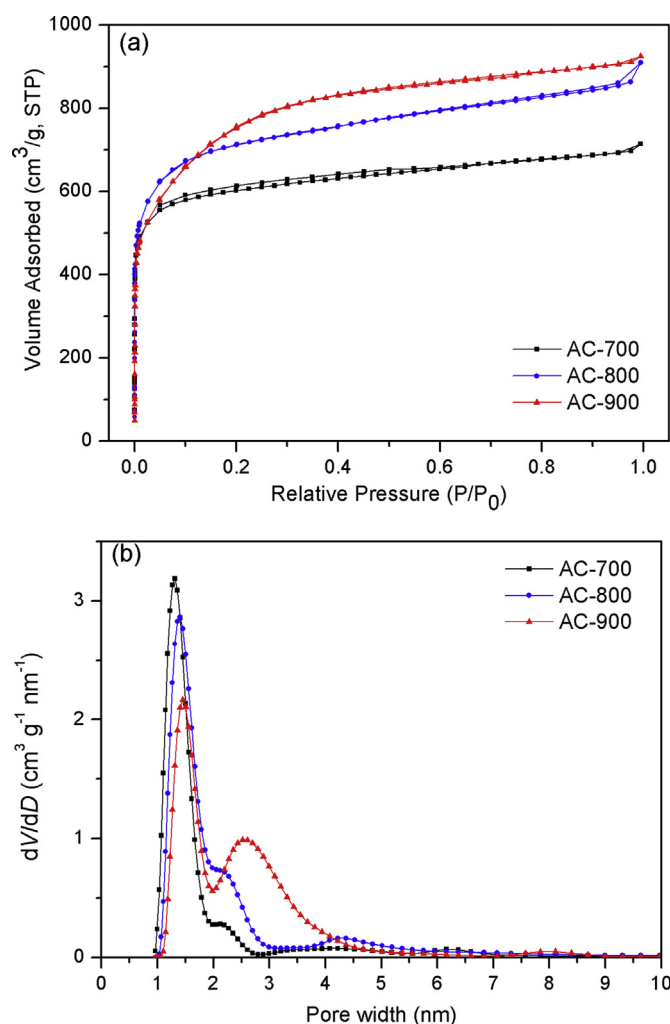 (a)
1000
800
600
400
200
0
Volume Adsorbed (cm³/g, STP)
AC-700
AC-800
AC-900
0.0 0.2 0.4 0.6 0.8 1.0
Relative Pressure (P/P₀)
(b)
3
2
1
0
dV/dD (cm³ g⁻¹ nm⁻¹)
AC-700
AC-800
AC-900
0 1 2 3 4 5 6 7 8 9 10
Pore width (nm)